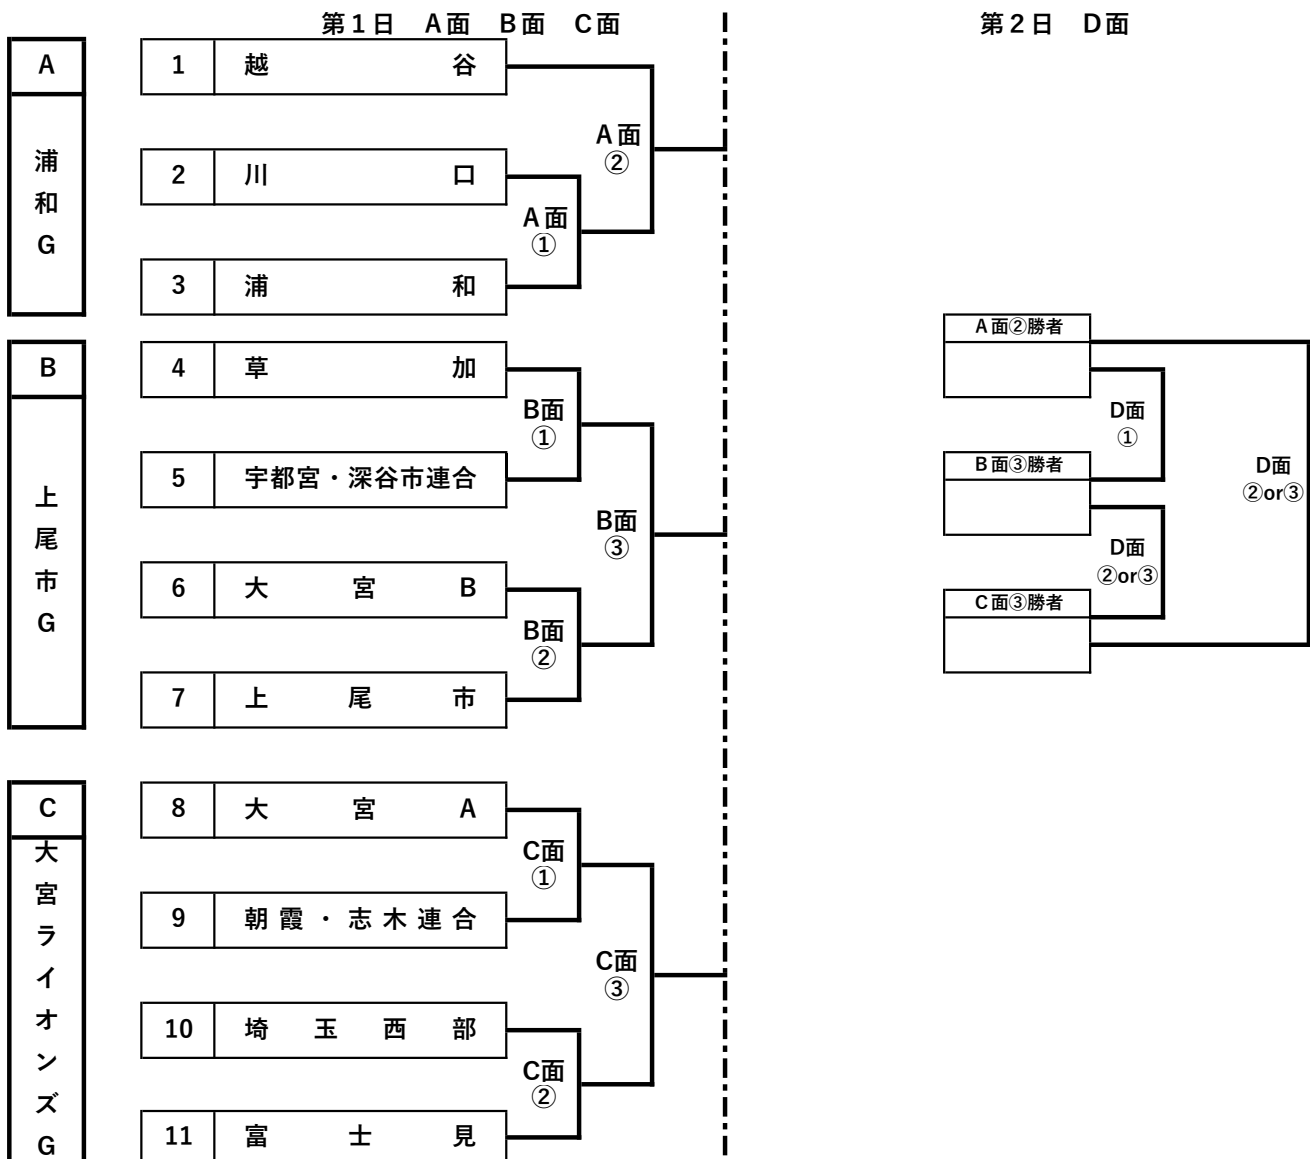 第1日 A面 B面 C面
第2日 D面
A
浦和G
1 越谷
2 川口
3 浦和
A面
②
A面
①
B
上尾市G
4 草加
5 宇都宮・深谷市連合
6 大宮B
7 上尾市
B面
①
B面
③
B面
②
C
大宮ライオンズG
8 大宮A
9 朝霞・志木連合
10 埼玉西部
11 富士見
C面
①
C面
③
C面
②
A面②勝者
B面③勝者
C面③勝者
D面
①
D面
②or③
D面
②or③